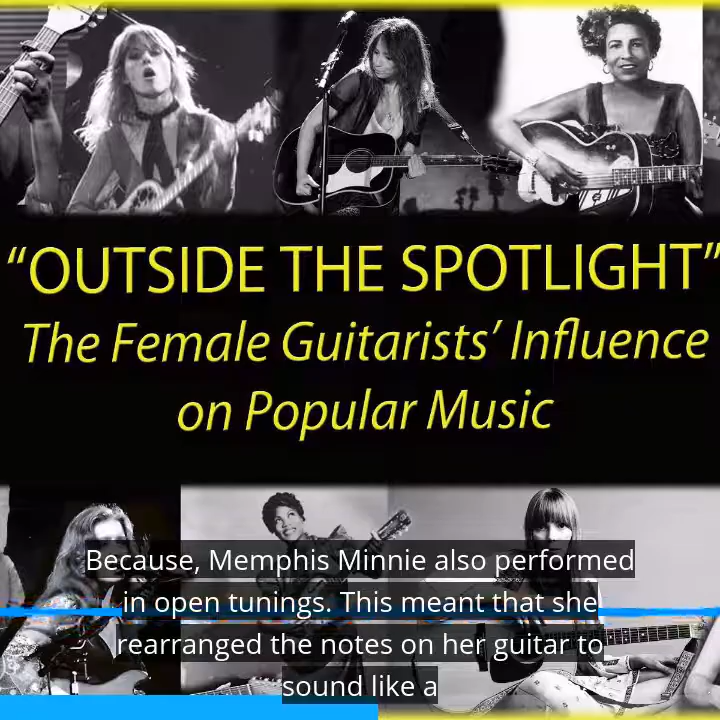 “OUTSIDE THE SPOTLIGHT”
The Female Guitarists’ Influence
on Popular Music
Because, Memphis Minnie also performed
in open tunings. This meant that she
rearranged the notes on her guitar to
sound like a